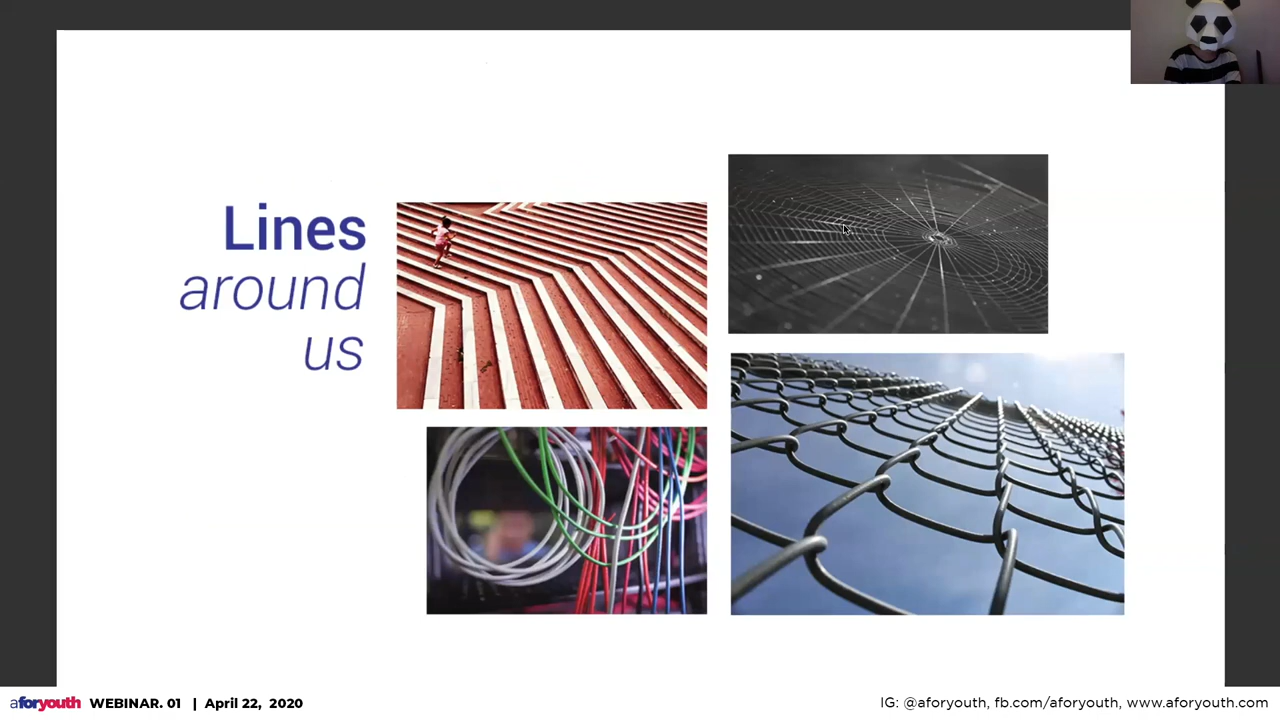 Lines
around
us
aforyouth WEBINAR. 01 | April 22, 2020
IG: @aforyouth, fb.com/aforyouth, www.aforyouth.com